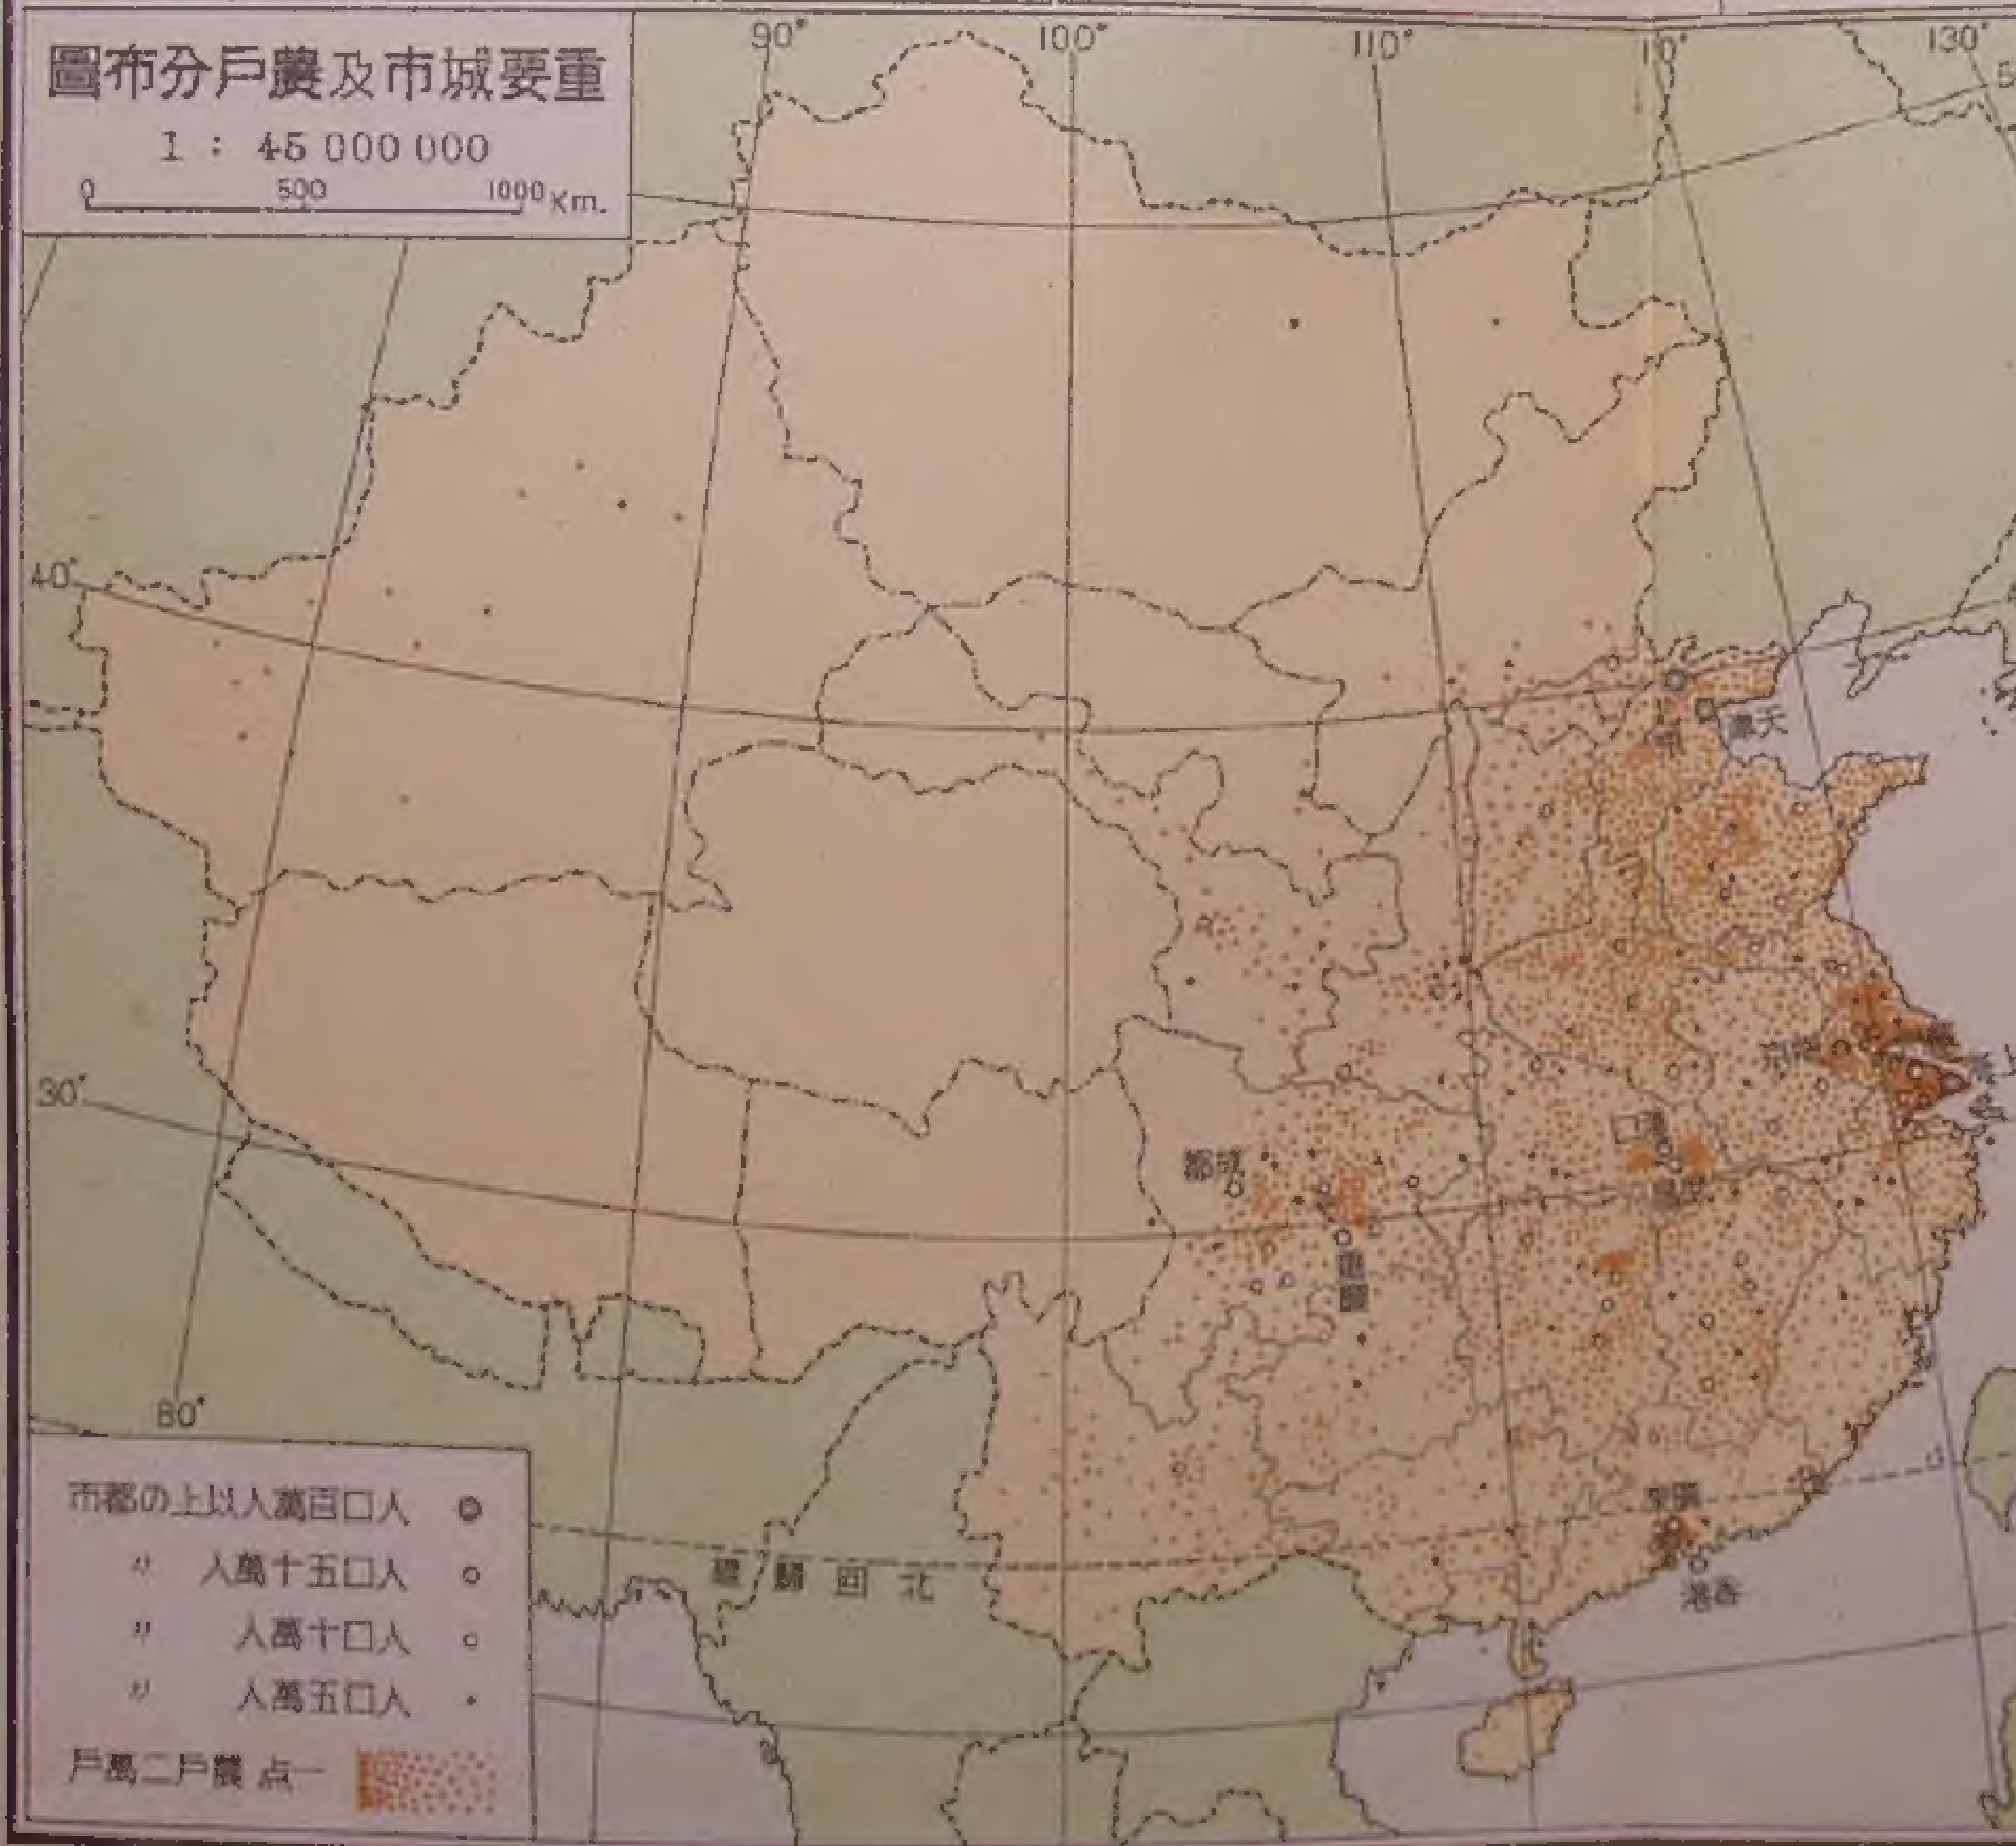 重要城市及農戶分布圖
1 : 45 000 000
0 500 1000 Km.
90° 100° 110° 130°
40°
天津
30°
南京
漢口
成都
武昌
重慶
80°
廣東
香港
北回歸線
人口百萬人以上の都市
人口五十萬人 〃
人口十萬人 〃
人口五萬人 〃
一点 農戶二萬戶